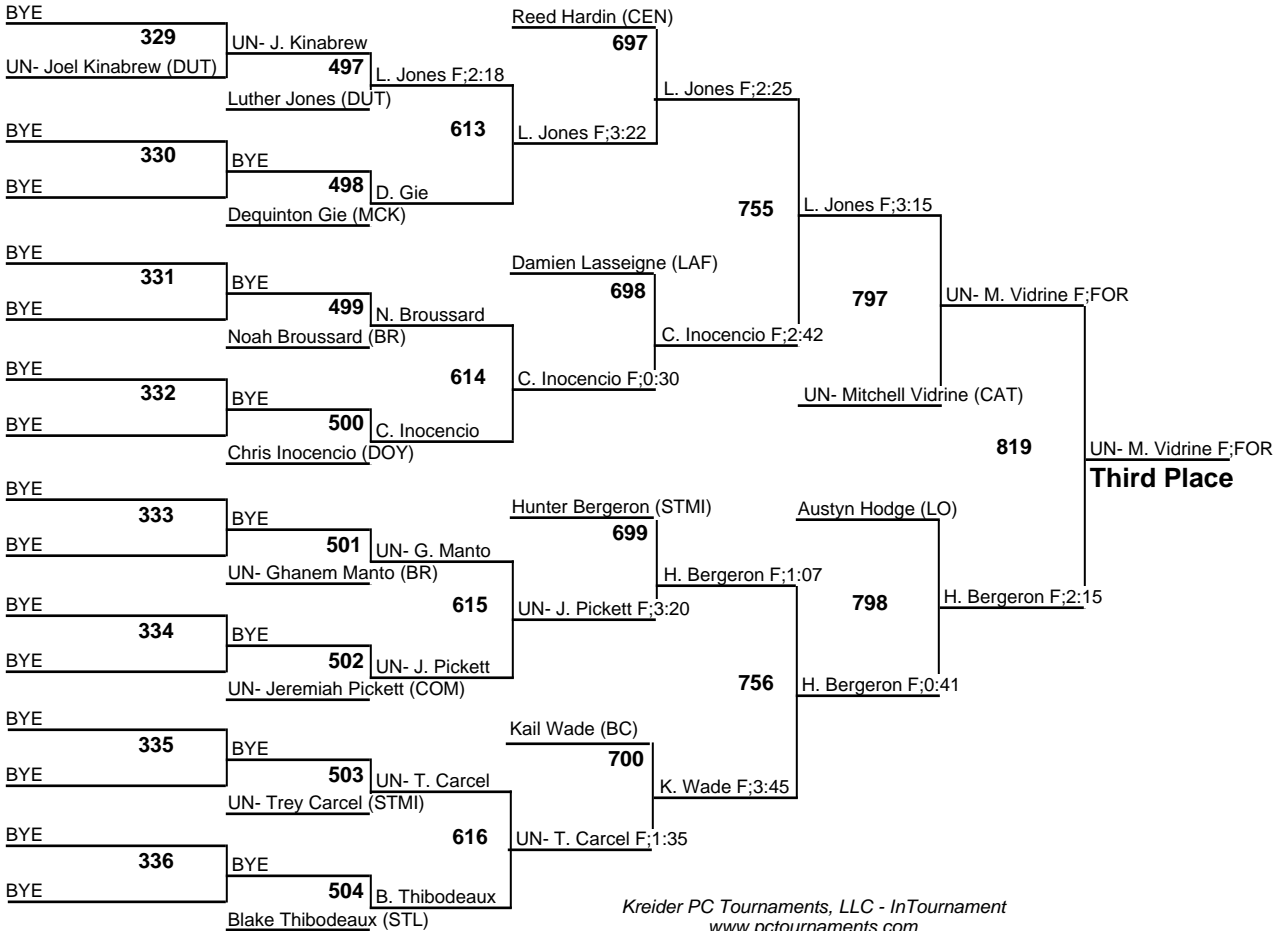 BYE
329
UN- Joel Kinabrew (DUT)
UN- J. Kinabrew
497
Luther Jones (DUT)
L. Jones F;2:18
BYE
330
BYE
BYE
498
Dequinton Gie (MCK)
D. Gie
613
L. Jones F;3:22
Reed Hardin (CEN)
697
L. Jones F;2:25
BYE
331
BYE
BYE
499
Noah Broussard (BR)
N. Broussard
BYE
332
BYE
BYE
500
Chris Inocencio (DOY)
C. Inocencio
614
C. Inocencio F;0:30
Damien Lasseigne (LAF)
698
C. Inocencio F;2:42
755
L. Jones F;3:15
797
UN- Mitchell Vidrine (CAT)
UN- M. Vidrine F;FOR
BYE
333
BYE
BYE
501
UN- Ghanem Manto (BR)
UN- G. Manto
BYE
334
BYE
BYE
502
UN- Jeremiah Pickett (COM)
UN- J. Pickett
615
UN- J. Pickett F;3:20
Hunter Bergeron (STMI)
699
H. Bergeron F;1:07
BYE
335
BYE
BYE
503
UN- Trey Carcel (STMI)
UN- T. Carcel
BYE
336
BYE
BYE
504
Blake Thibodeaux (STL)
B. Thibodeaux
616
UN- T. Carcel F;1:35
Kail Wade (BC)
700
K. Wade F;3:45
756
H. Bergeron F;0:41
Austyn Hodge (LO)
798
H. Bergeron F;2:15
819
UN- M. Vidrine F;FOR
Third Place
Kreider PC Tournaments, LLC - InTournament
www.pctournaments.com